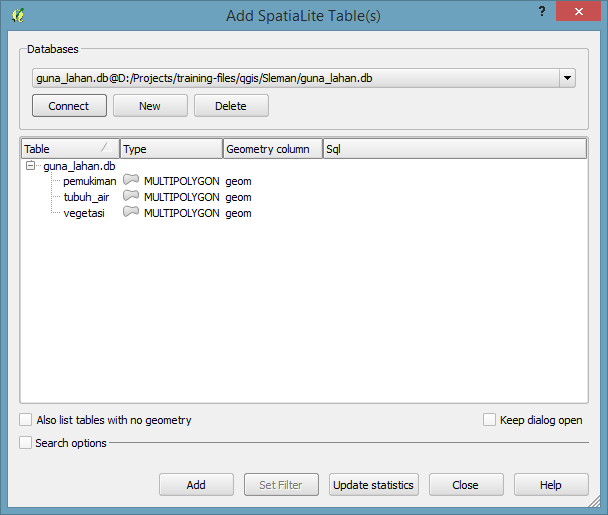 Add SpatiaLite Table(s)
?
Databases
guna_lahan.db@D:/Projects/training-files/qgis/Sleman/guna_lahan.db
Connect New Delete
Table Type Geometry column Sql
guna_lahan.db
pemukiman MULTIPOLYGON geom
tubuh_air MULTIPOLYGON geom
vegetasi MULTIPOLYGON geom
Also list tables with no geometry Keep dialog open
Search options
Add Set Filter Update statistics Close Help